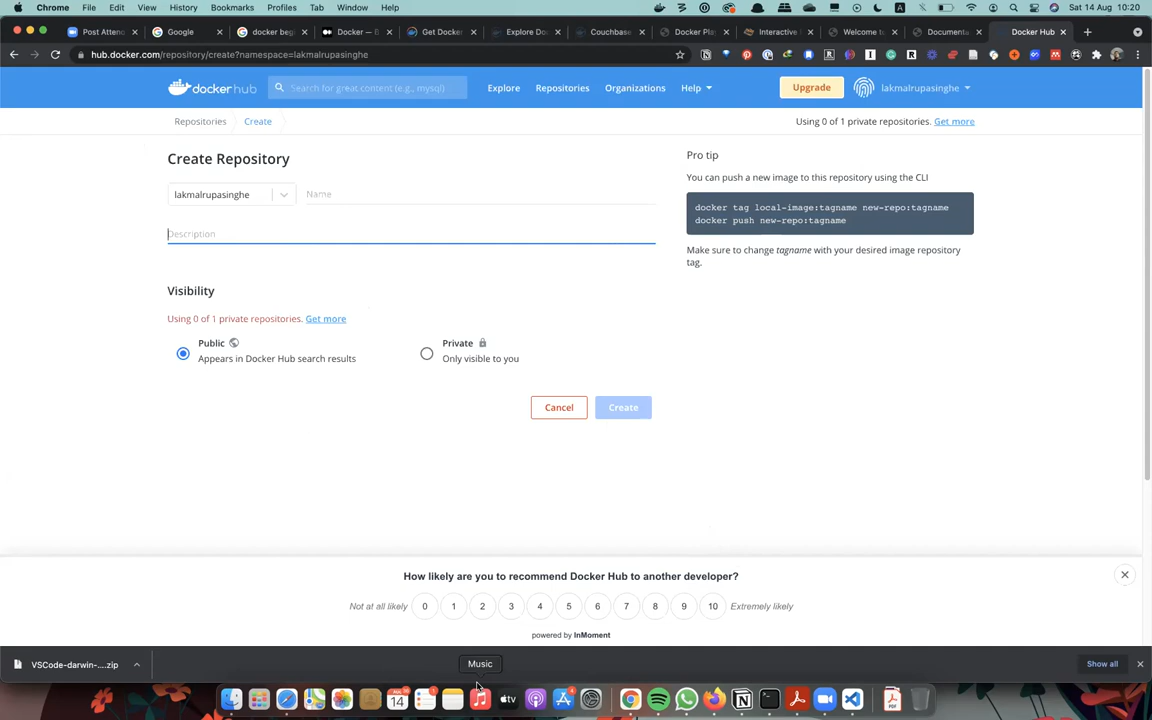 Chrome File Edit View History Bookmarks Profiles Tab Window Help Sat 14 Aug 10:20
Post Atteno Google docker beg Docker — B Get Docke Explore Doc Couchbase Docker Pla Interactive Welcome t Documenta Docker Hub
hub.docker.com/repository/create?namespace=lakmalrupasinghe
docker hub Search for great content (e.g., mysql) Explore Repositories Organizations Help Upgrade lakmalrupasinghe
Repositories Create Using 0 of 1 private repositories. Get more
Create Repository
Pro tip
You can push a new image to this repository using the CLI
lakmalrupasinghe Name
docker tag local-image:tagname new-repo:tagname
docker push new-repo:tagname
Description
Make sure to change tagname with your desired image repository
tag.
Visibility
Using 0 of 1 private repositories. Get more
Public Private
Appears in Docker Hub search results Only visible to you
Cancel Create
How likely are you to recommend Docker Hub to another developer?
Not at all likely 0 1 2 3 4 5 6 7 8 9 10 Extremely likely
powered by InMoment
VSCode-darwin-....zip Music Show all
14 tv